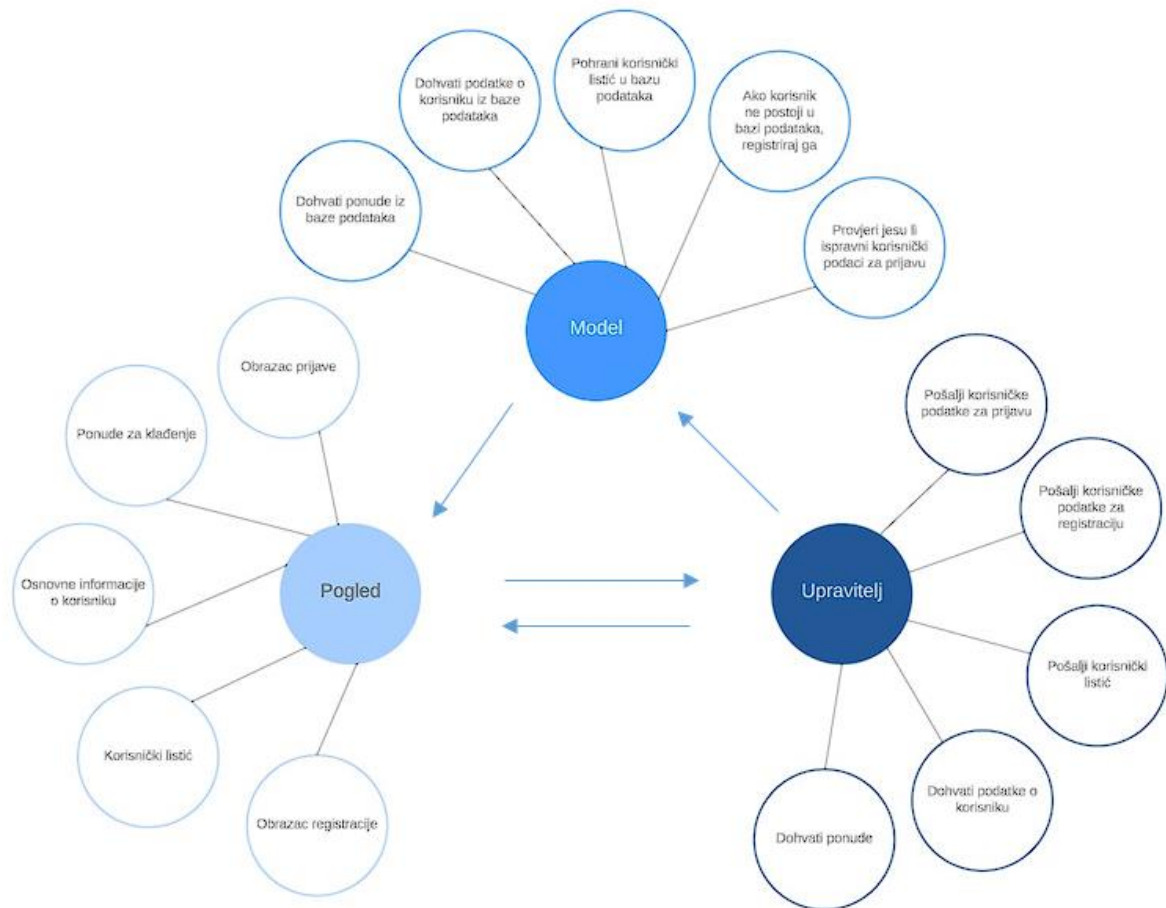 Pohrani korisnički
listić u bazu
podataka
Dohvati podatke o
korisniku iz baze
podataka
Ako korisnik
ne postoji u
bazi podataka,
registriraj ga
Dohvati ponude iz
baze podataka
Provjeri jesu li
ispravni korisnički
podaci za prijavu
Model
Obrazac prijave
Pošalji korisničke
podatke za prijavu
Ponude za klađenje
Pošalji korisničke
podatke za
registraciju
Osnovne informacije
o korisniku
Pogled
Upravitelj
Pošalji korisnički
listić
Korisnički listić
Dohvati podatke o
korisniku
Obrazac registracije
Dohvati ponude